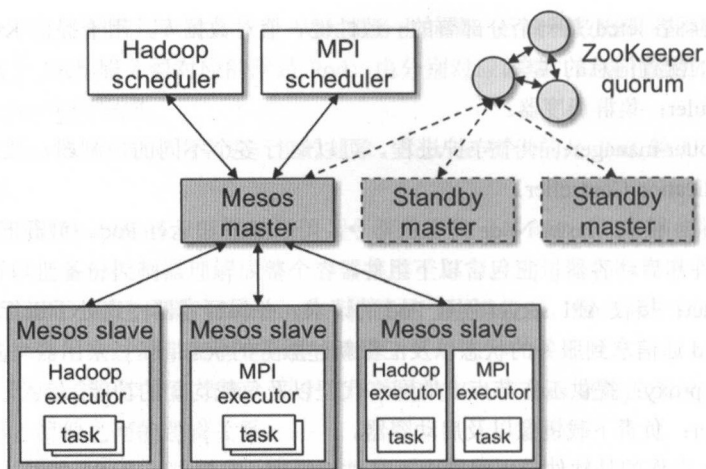 Hadoop
scheduler
MPI
scheduler
ZooKeeper
quorum
Mesos
master
Standby
master
Standby
master
Mesos slave
Hadoop
executor
task
Mesos slave
MPI
executor
task
Mesos slave
Hadoop
executor
task
MPI
executor
task